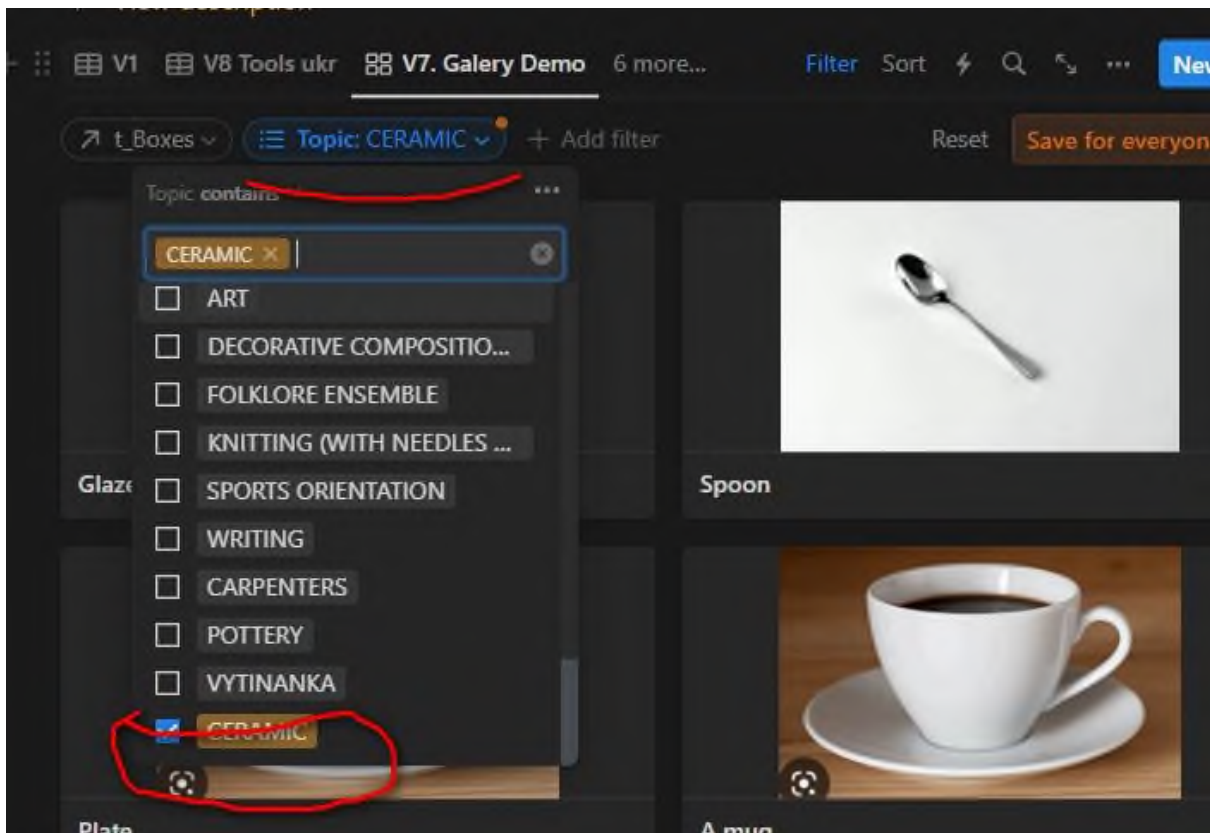 V1 V8 Tools ukr V7. Galery Demo 6 more... Filter Sort New
t_Boxes Topic: CERAMIC + Add filter Reset Save for everyon
Topic contains
CERAMIC ×
ART
DECORATIVE COMPOSITIO...
FOLKLORE ENSEMBLE
KNITTING (WITH NEEDLES ...
Glaze
SPORTS ORIENTATION
Spoon
WRITING
CARPENTERS
POTTERY
VYTINANKA
CERAMIC
Plate
A mug